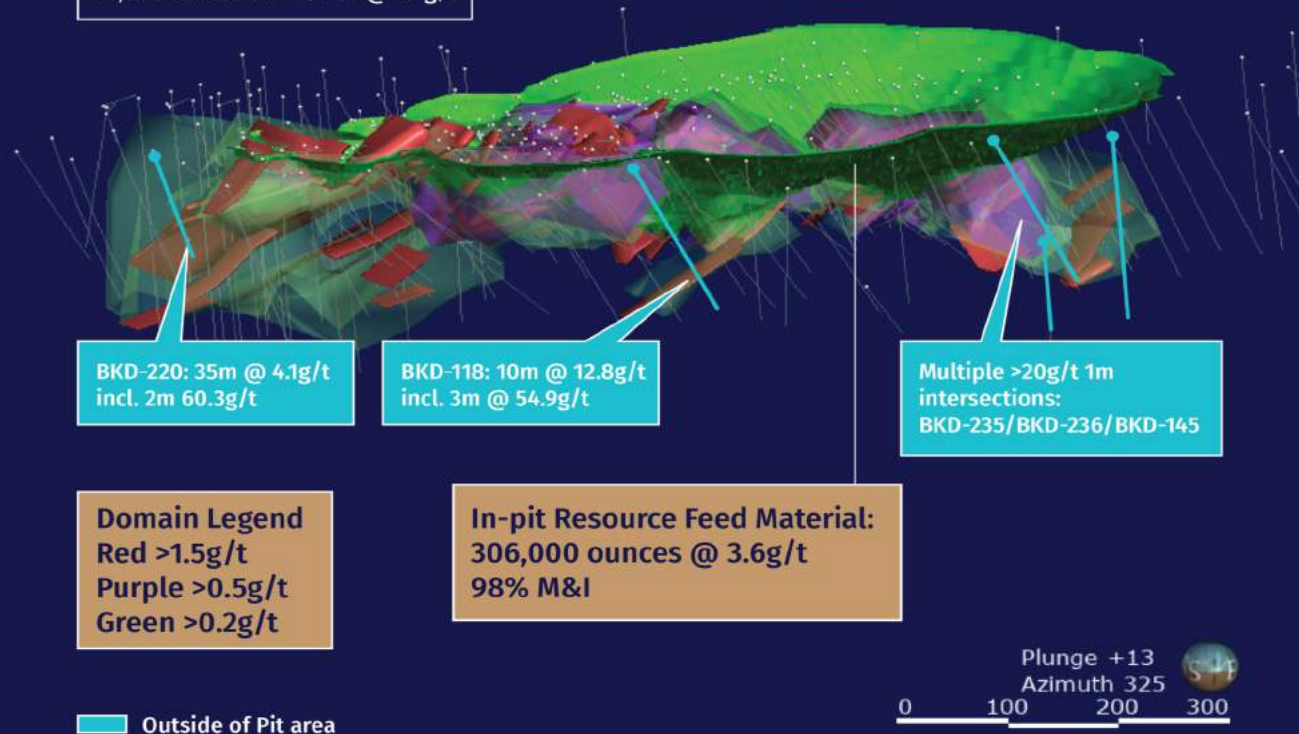 BKD-220: 35m @ 4.1g/t
incl. 2m 60.3g/t
BKD-118: 10m @ 12.8g/t
incl. 3m @ 54.9g/t
Multiple >20g/t 1m
intersections:
BKD-235/BKD-236/BKD-145
Domain Legend
Red >1.5g/t
Purple >0.5g/t
Green >0.2g/t
In-pit Resource Feed Material:
306,000 ounces @ 3.6g/t
98% M&I
Plunge +13
Azimuth 325
0 100 200 300
Outside of Pit area